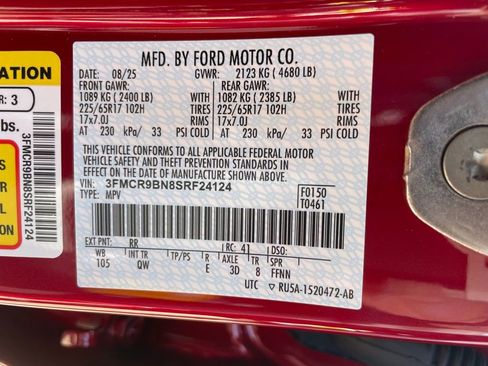 ATION
R: 3
bs.
3FMCR9BN8SRF24124
MFD. BY FORD MOTOR CO.
DATE: 08/25 GVWR: 2123 KG ( 4680 LB)
FRONT GAWR: REAR GAWR:
1089 KG ( 2400 LB) WITH 1082 KG ( 2385 LB) WITH
225/65R17 102H TIRES 225/65R17 102H TIRES
17x7.0J RIMS 17x7.0J RIMS
AT 230 kPa/ 33 PSI COLD AT 230 kPa/ 33 PSI COLD
THIS VEHICLE CONFORMS TO ALL APPLICABLE FEDERAL MOTOR
VEHICLE SAFETY AND THEFT PREVENTION STANDARDS IN
EFFECT ON THE DATE OF MANUFACTURE SHOWN ABOVE.
VIN: 3FMCR9BN8SRF24124 F0150
TYPE: MPV T0461
EXT PNT: RR RC: 41 DSO:
WB INT TR TP/PS R AXLE TR SPR
105 QW E 3D 8 FFNN
UTC ▽ RUSA-1520472-AB